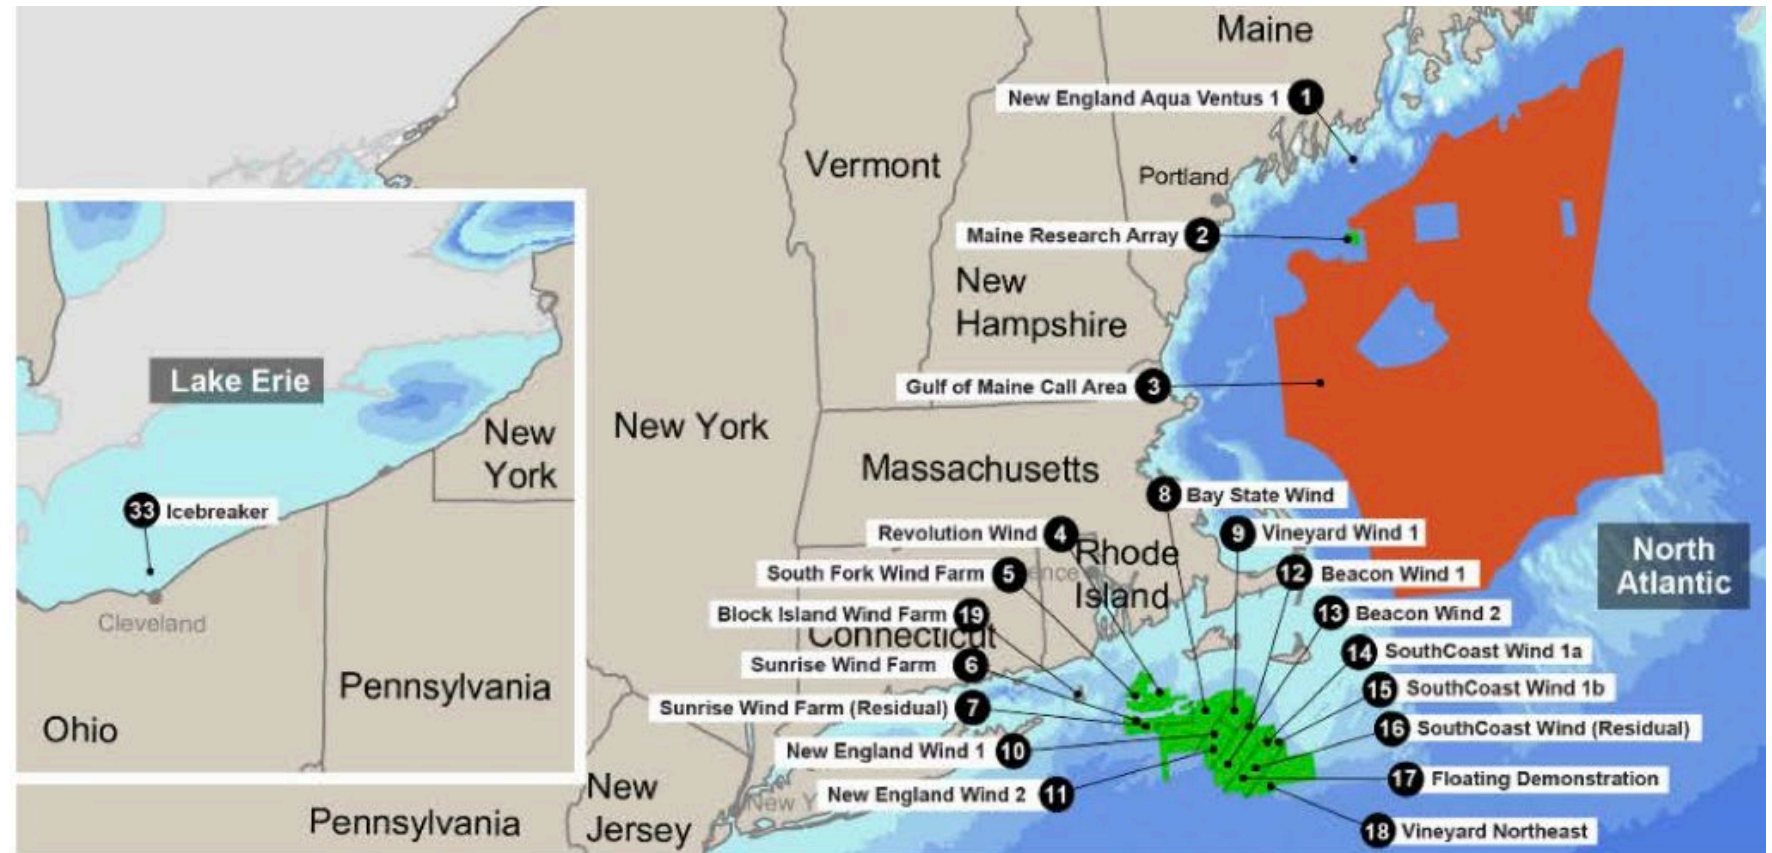 Maine
New England Aqua Ventus 1 1
Vermont
Portland
Maine Research Array 2
New
Hampshire
Lake Erie
Gulf of Maine Call Area 3
New York
New
York
Massachusetts
33 Icebreaker
8 Bay State Wind
Revolution Wind 4
9 Vineyard Wind 1
North
Atlantic
Rhode
Island
South Fork Wind Farm 5
12 Beacon Wind 1
Cleveland
Block Island Wind Farm 19
13 Beacon Wind 2
Connecticut
Sunrise Wind Farm 6
14 SouthCoast Wind 1a
Pennsylvania
15 SouthCoast Wind 1b
Sunrise Wind Farm (Residual) 7
Ohio
16 SouthCoast Wind (Residual)
New England Wind 1 10
17 Floating Demonstration
New
Jersey
New England Wind 2 11
New Y
Pennsylvania
18 Vineyard Northeast